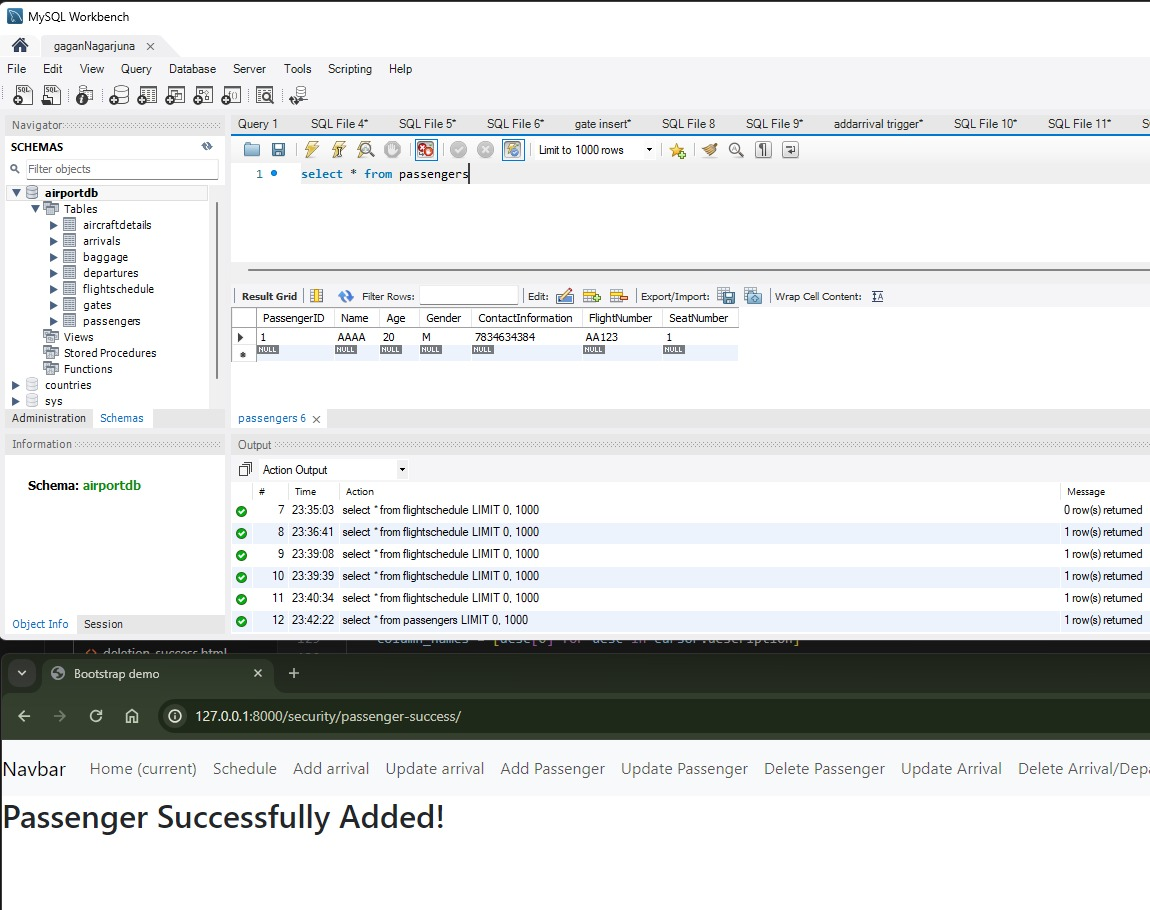 MySQL Workbench
gaganNagarjuna
File Edit View Query Database Server Tools Scripting Help
Navigator
SCHEMAS
Filter objects
airportdb
Tables
aircraftdetails
arrivals
baggage
departures
flightschedule
gates
passengers
Views
Stored Procedures
Functions
countries
sys
Administration Schemas
Information
Schema: airportdb
Object Info Session
Query 1 SQL File 4* SQL File 5* SQL File 6* gate insert* SQL File 8 SQL File 9* addarrival trigger* SQL File 10* SQL File 11*
Limit to 1000 rows
1 select * from passengers
Result Grid Filter Rows: Edit: Export/Import: Wrap Cell Content:
PassengerID Name Age Gender ContactInformation FlightNumber SeatNumber
1 AAAA 20 M 7834634384 AA123 1
NULL NULL NULL NULL NULL NULL NULL
passengers 6
Output
Action Output
# Time Action Message
7 23:35:03 select * from flightschedule LIMIT 0, 1000 0 row(s) returned
8 23:36:41 select * from flightschedule LIMIT 0, 1000 1 row(s) returned
9 23:39:08 select * from flightschedule LIMIT 0, 1000 1 row(s) returned
10 23:39:39 select * from flightschedule LIMIT 0, 1000 1 row(s) returned
11 23:40:34 select * from flightschedule LIMIT 0, 1000 1 row(s) returned
12 23:42:22 select * from passengers LIMIT 0, 1000 1 row(s) returned
deletion_success.html
Bootstrap demo
127.0.0.1:8000/security/passenger-success/
Navbar Home (current) Schedule Add arrival Update arrival Add Passenger Update Passenger Delete Passenger Update Arrival Delete Arrival/Depa
Passenger Successfully Added!